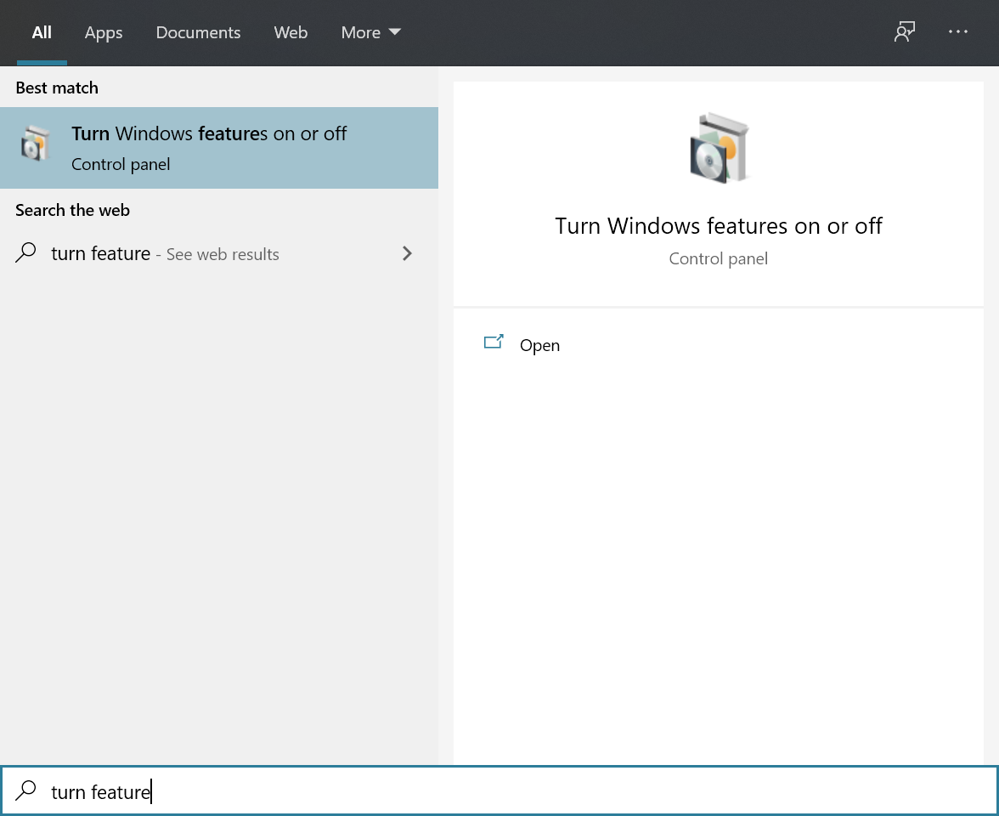 All Apps Documents Web More
Best match
Turn Windows features on or off
Control panel
Search the web
turn feature - See web results
Turn Windows features on or off
Control panel
Open
turn feature